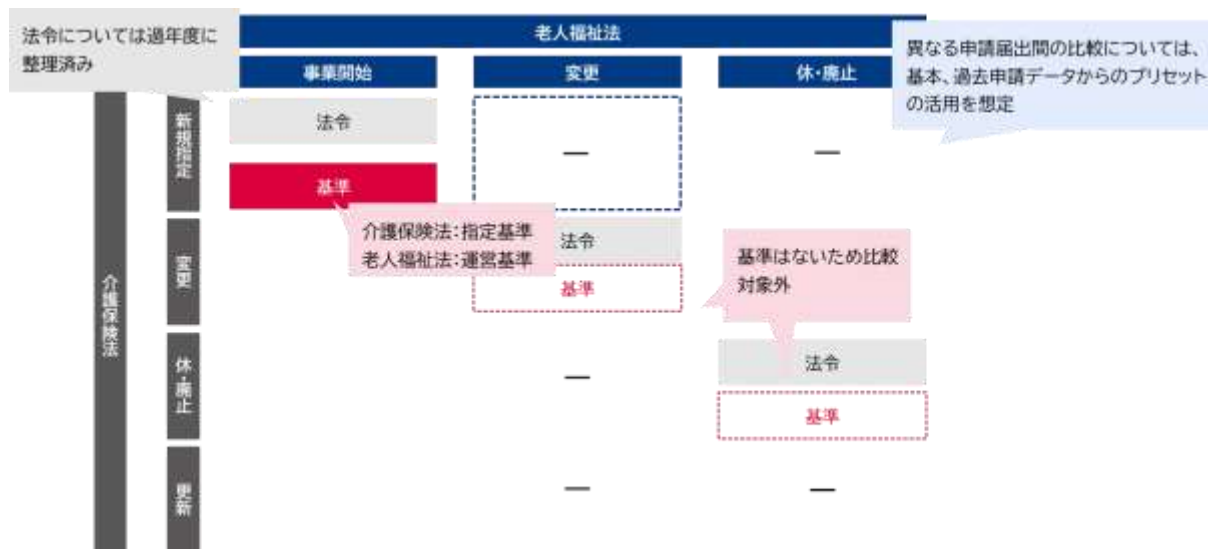 法令については過年度に
整理済み
老人福祉法
異なる申請届出間の比較については、
基本、過去申請データからのプリセット
の活用を想定
事業開始
変更
休・廃止
介護保険法
新規指定
法令
—
—
基準
介護保険法：指定基準
老人福祉法：運営基準
変更
法令
基準
基準はないため比較
対象外
休・廃止
—
法令
基準
更新
—
—